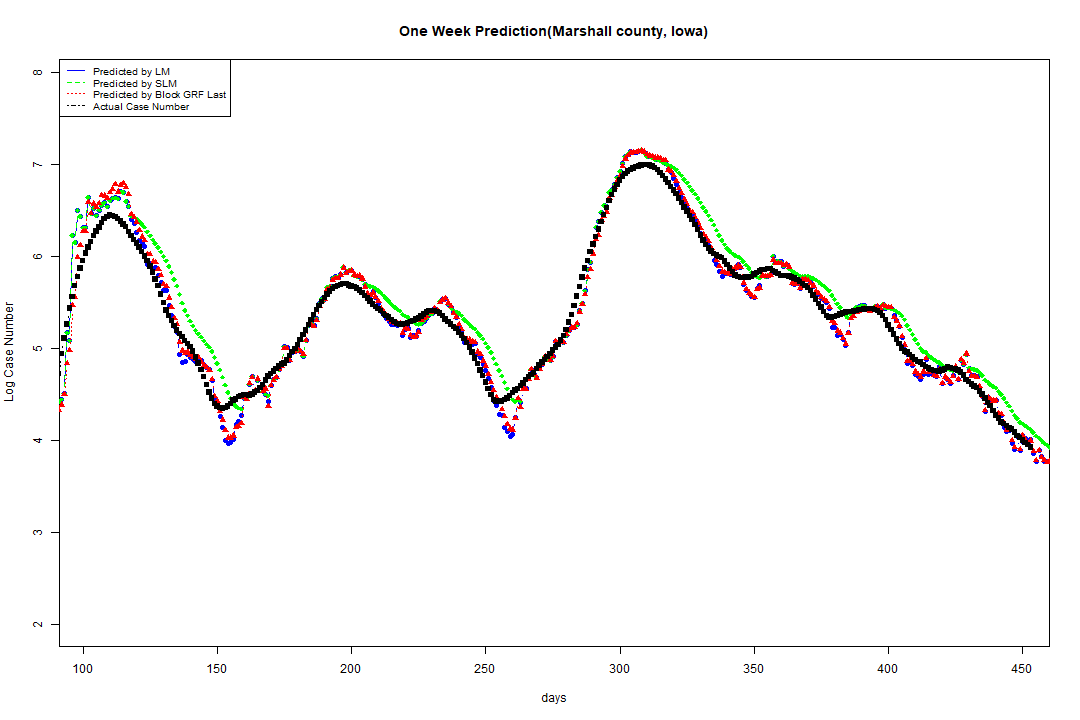 One Week Prediction(Marshall county, Iowa)
Predicted by LM
Predicted by SLM
Predicted by Block GRF Last
Actual Case Number
8
7
6
5
4
3
2
Log Case Number
100 150 200 250 300 350 400 450
days